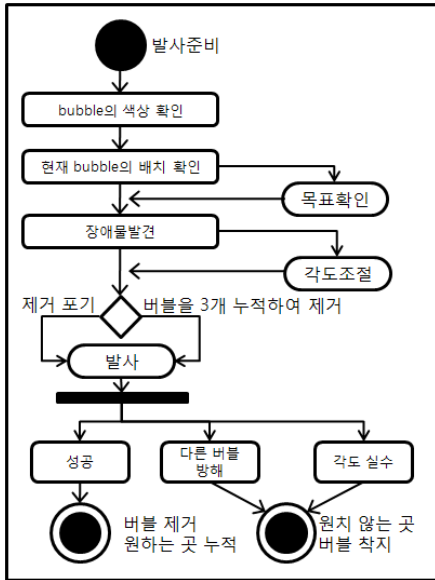 발사준비
bubble의 색상 확인
현재 bubble의 배치 확인
목표확인
장애물발견
각도조절
제거 포기
버블을 3개 누적하여 제거
발사
성공
다른 버블
방해
각도 실수
버블 제거
원하는 곳 누적
원치 않는 곳
버블 착지